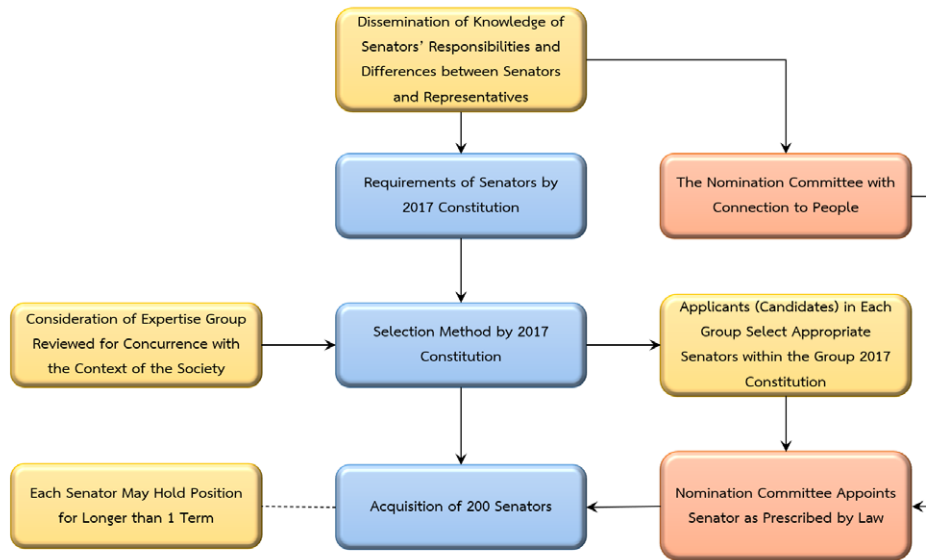 Dissemination of Knowledge of
Senators' Responsibilities and
Differences between Senators
and Representatives
Requirements of Senators by
2017 Constitution
The Nomination Committee with
Connection to People
Consideration of Expertise Group
Reviewed for Concurrence with
the Context of the Society
Selection Method by 2017
Constitution
Applicants (Candidates) in Each
Group Select Appropriate
Senators within the Group 2017
Constitution
Each Senator May Hold Position
for Longer than 1 Term
Acquisition of 200 Senators
Nomination Committee Appoints
Senator as Prescribed by Law